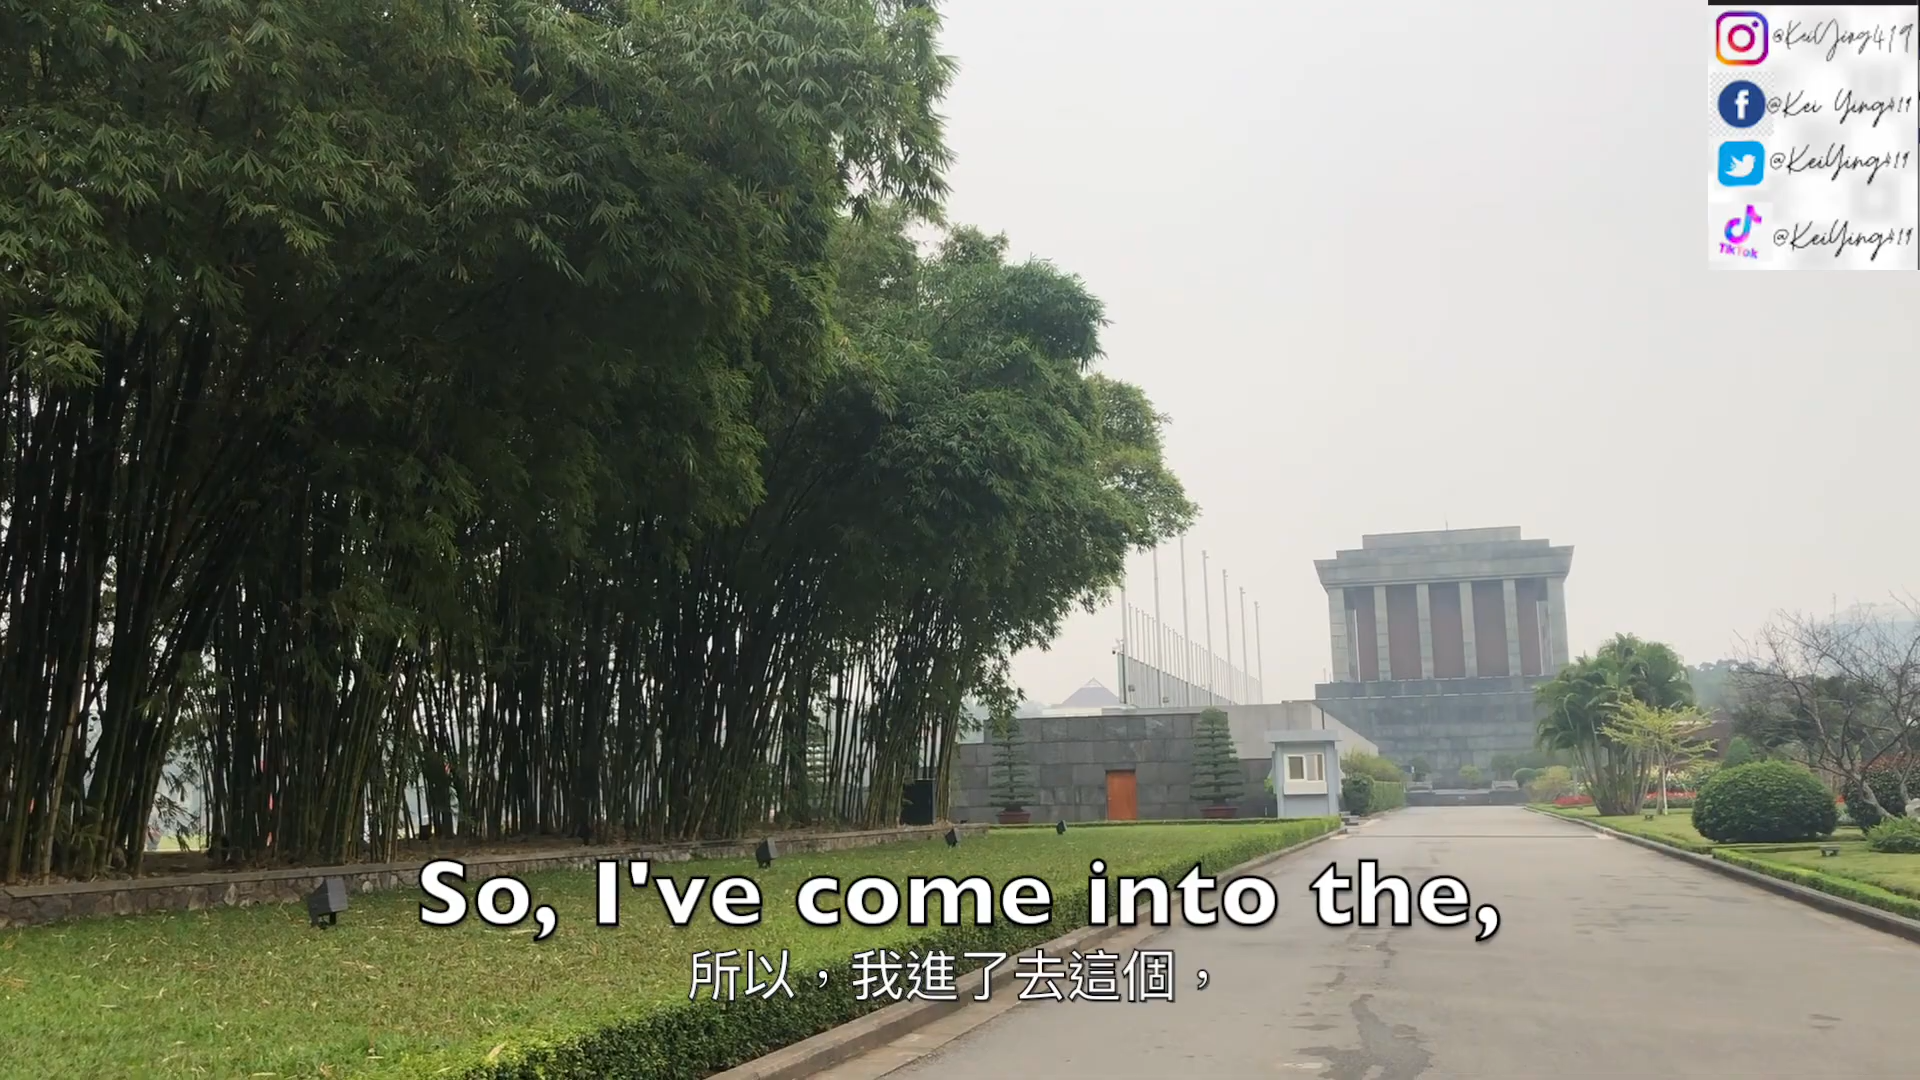 @KeiYing419
@Kei Ying419
@KeiYing419
TikTok
@KeiYing419
So, I've come into the,
所以，我進了去這個，